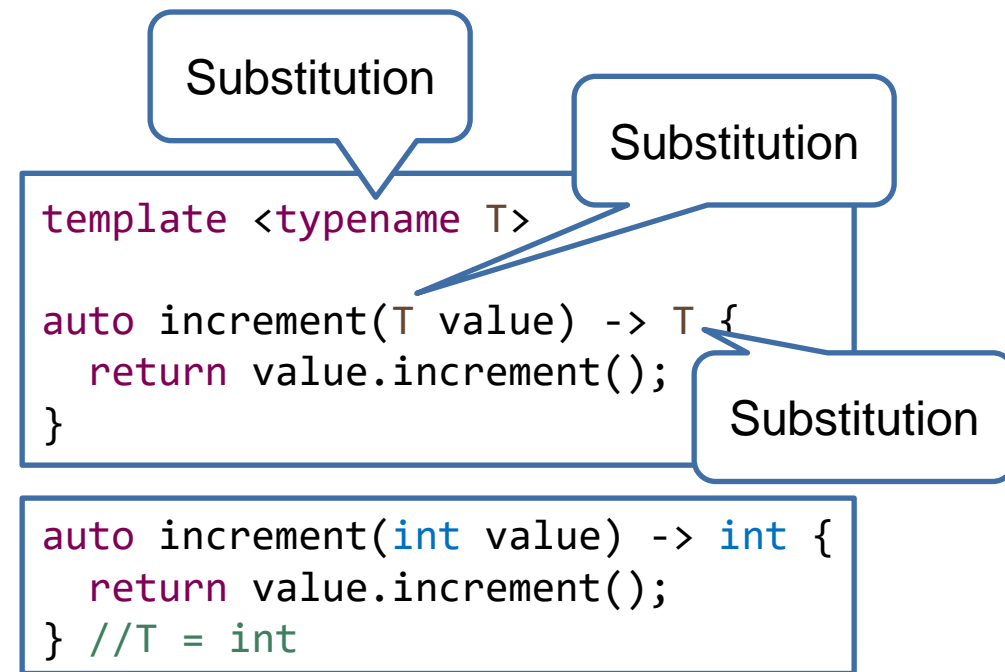 Substitution
Substitution
template <typename T>
auto increment(T value) -> T {
return value.increment();
}
Substitution
auto increment(int value) -> int {
return value.increment();
} //T = int